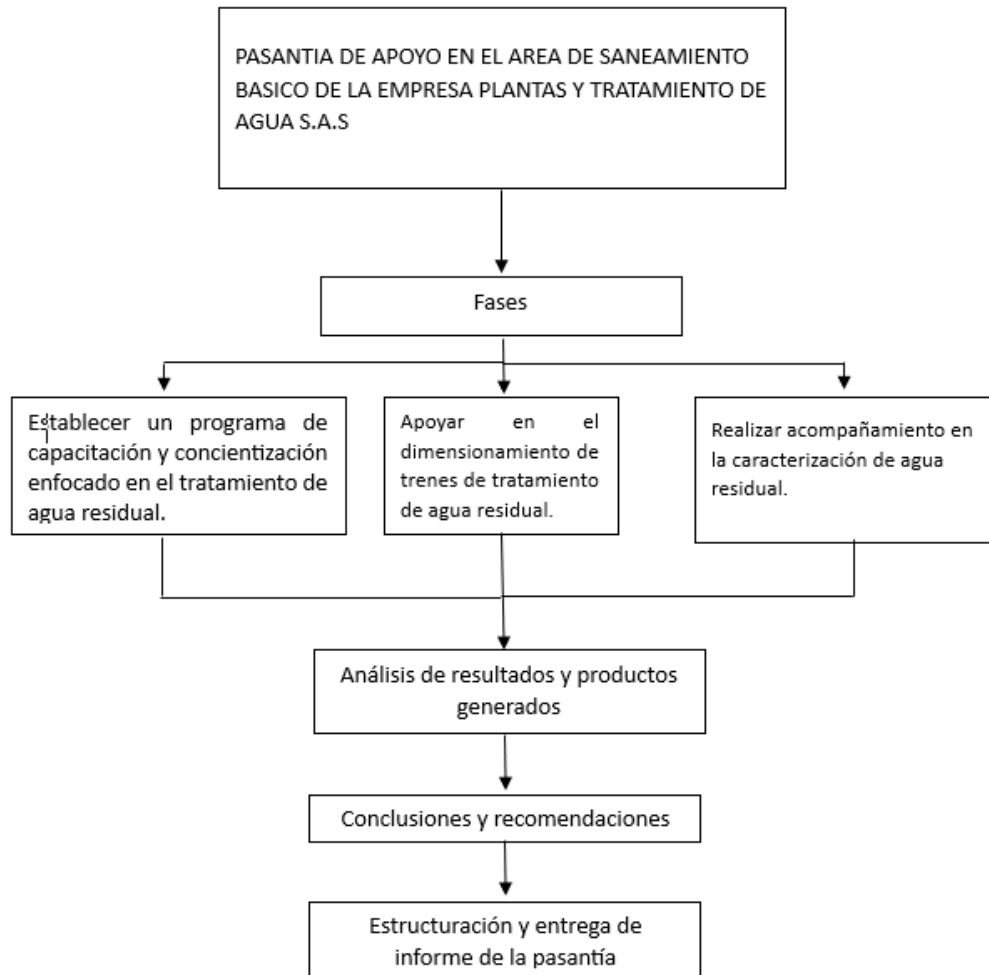 PASANTIA DE APOYO EN EL AREA DE SANEAMIENTO
BASICO DE LA EMPRESA PLANTAS Y TRATAMIENTO DE
AGUA S.A.S
Fases
Establecer un programa de
capacitación y concientización
enfocado en el tratamiento de
agua residual.
Apoyar en el
dimensionamiento de
trenes de tratamiento
de agua residual.
Realizar acompañamiento en
la caracterización de agua
residual.
Análisis de resultados y productos
generados
Conclusiones y recomendaciones
Estructuración y entrega de
informe de la pasantía